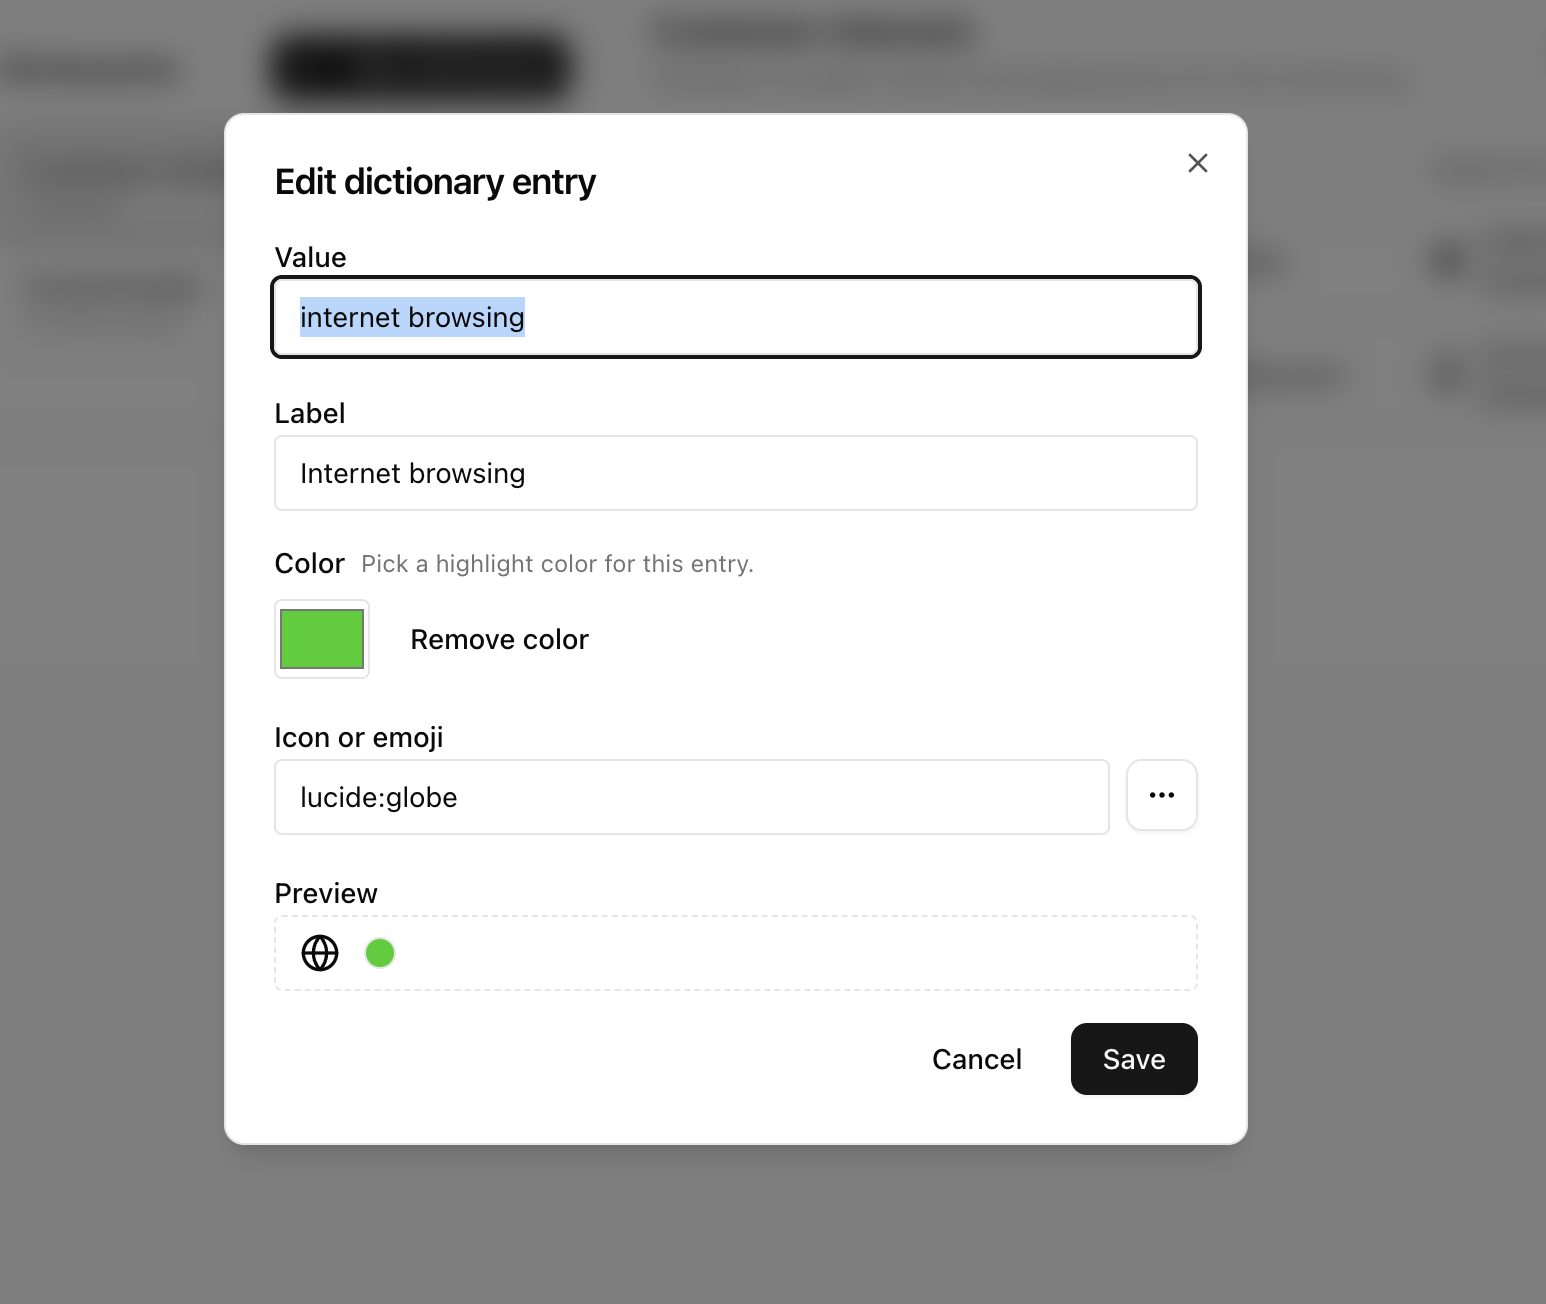 Edit dictionary entry
Value
internet browsing
Label
Internet browsing
Color Pick a highlight color for this entry.
Remove color
Icon or emoji
lucide:globe
Preview
Cancel Save